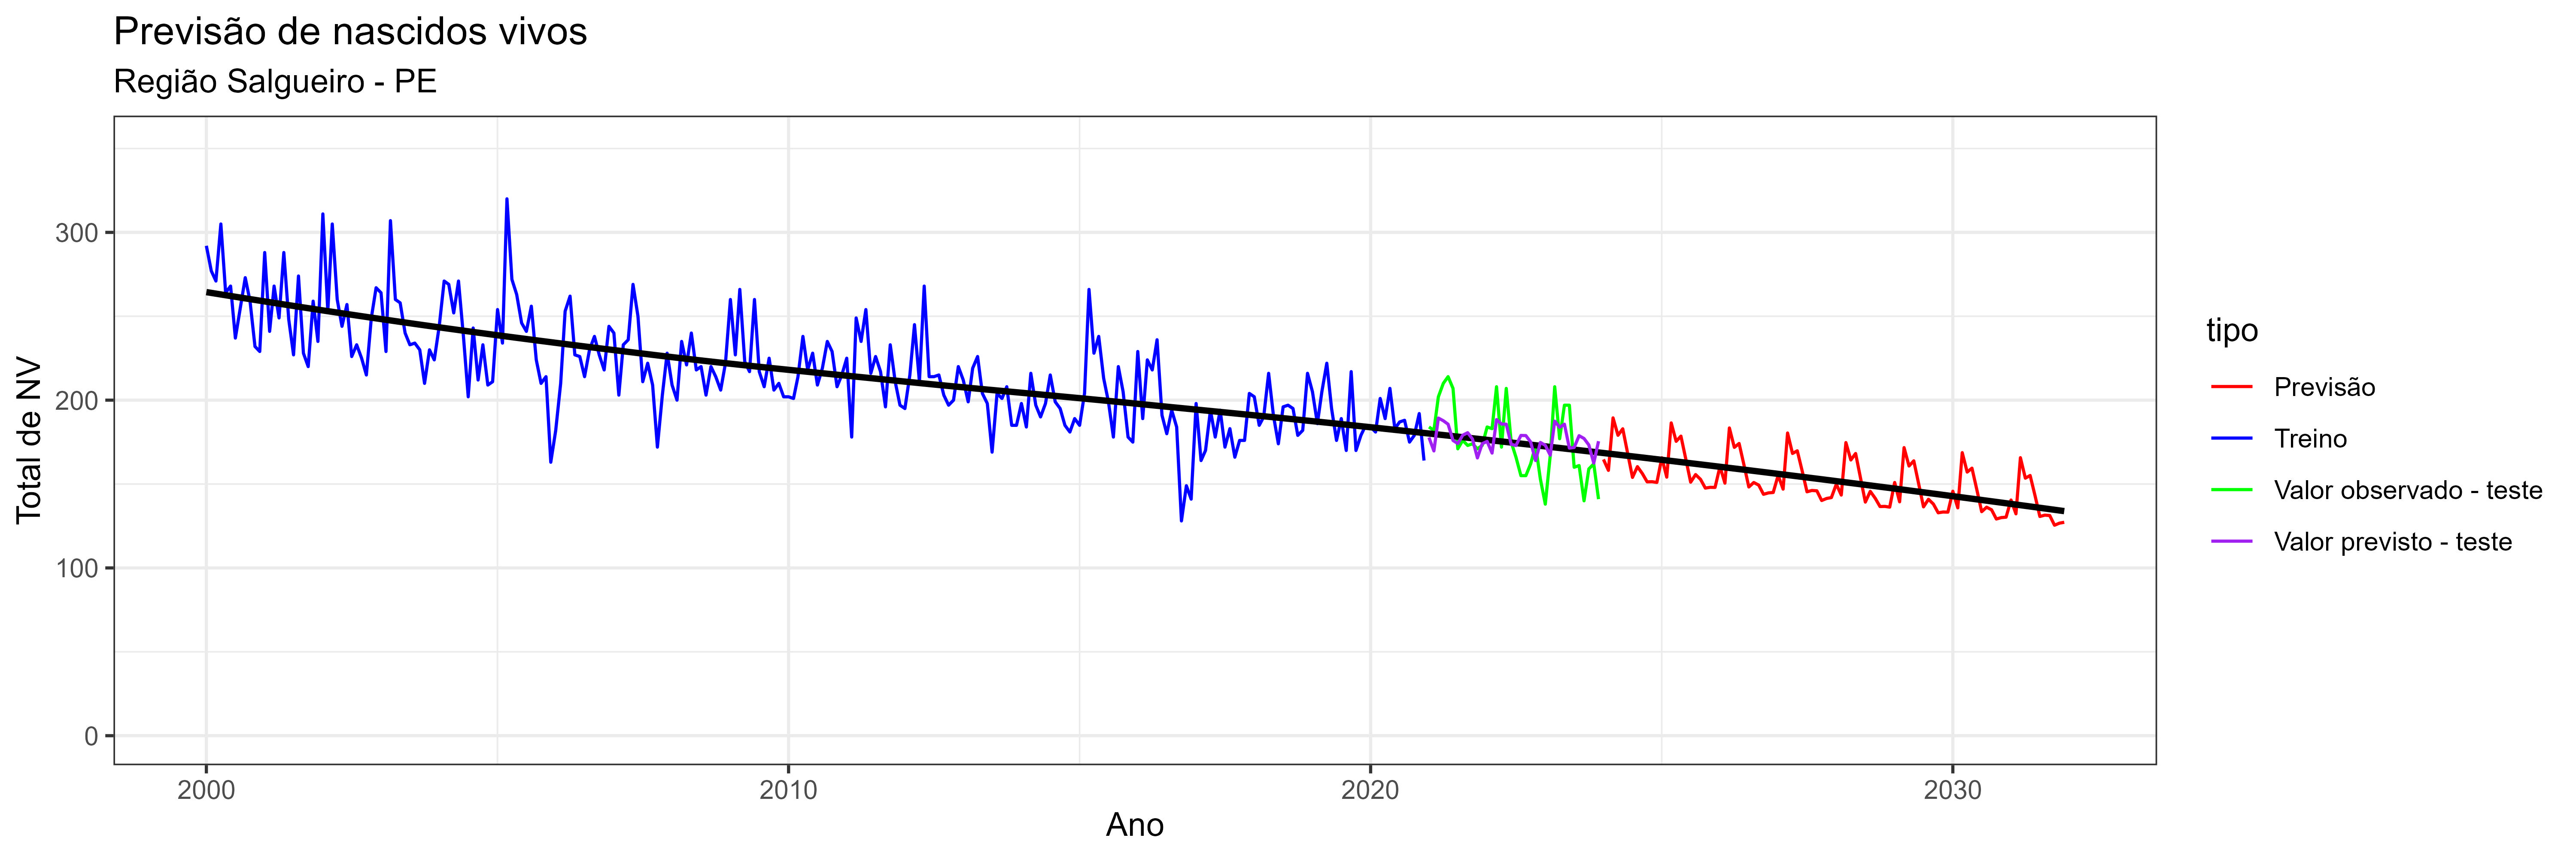 Previsão de nascidos vivos
Região Salgueiro - PE
Total de NV
300
200
100
0
2000
2010
2020
2030
Ano
tipo
Previsão
Treino
Valor observado - teste
Valor previsto - teste